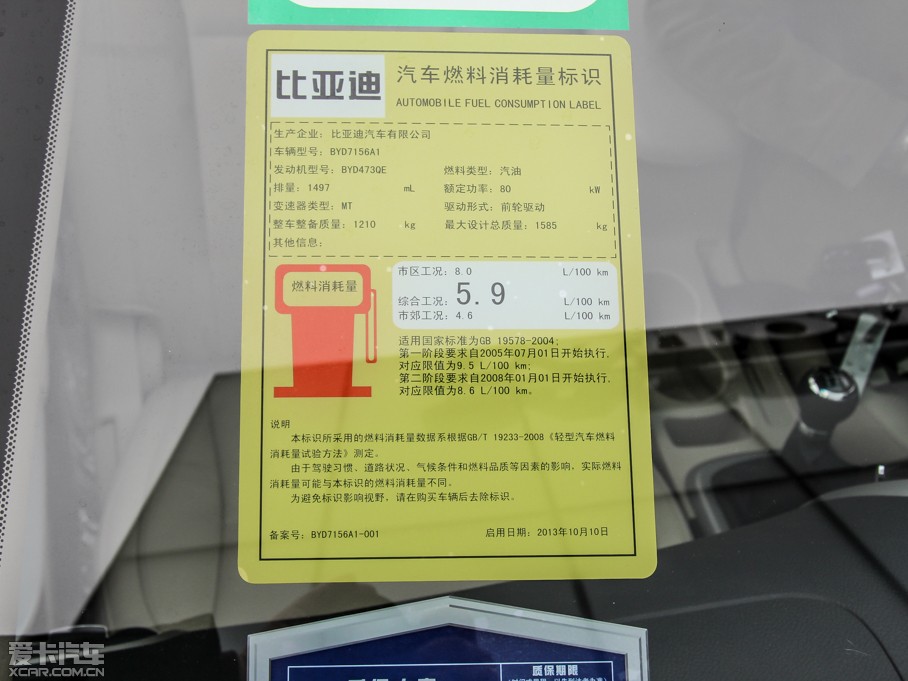 比亚迪 汽车燃料消耗量标识
AUTOMOBILE FUEL CONSUMPTION LABEL
生产企业：比亚迪汽车有限公司
车辆型号：BYD7156A1
发动机型号：BYD473QE 燃料类型：汽油
排量：1497 mL 额定功率：80 kW
变速器类型：MT 驱动形式：前轮驱动
整车整备质量：1210 kg 最大设计总质量：1585 kg
其他信息：
燃料消耗量
市区工况：8.0 L/100 km
综合工况：5.9 L/100 km
市郊工况：4.6 L/100 km
适用国家标准为GB 19578-2004;
第一阶段要求自2005年07月01日开始执行,
对应限值为9.5 L/100 km;
第二阶段要求自2008年01月01日开始执行,
对应限值为8.6 L/100 km。
说明
本标识所采用的燃料消耗量数据系根据GB/T 19233-2008《轻型汽车燃料
消耗量试验方法》测定。
由于驾驶习惯、道路状况、气候条件和燃料品质等因素的影响，实际燃料
消耗量可能与本标识的燃料消耗量不同。
为避免标识影响视野，请在购买车辆后去除标识。
备案号：BYD7156A1-001 启用日期：2013年10月10日
质保期限
爱卡汽车
XCAR.COM.CN